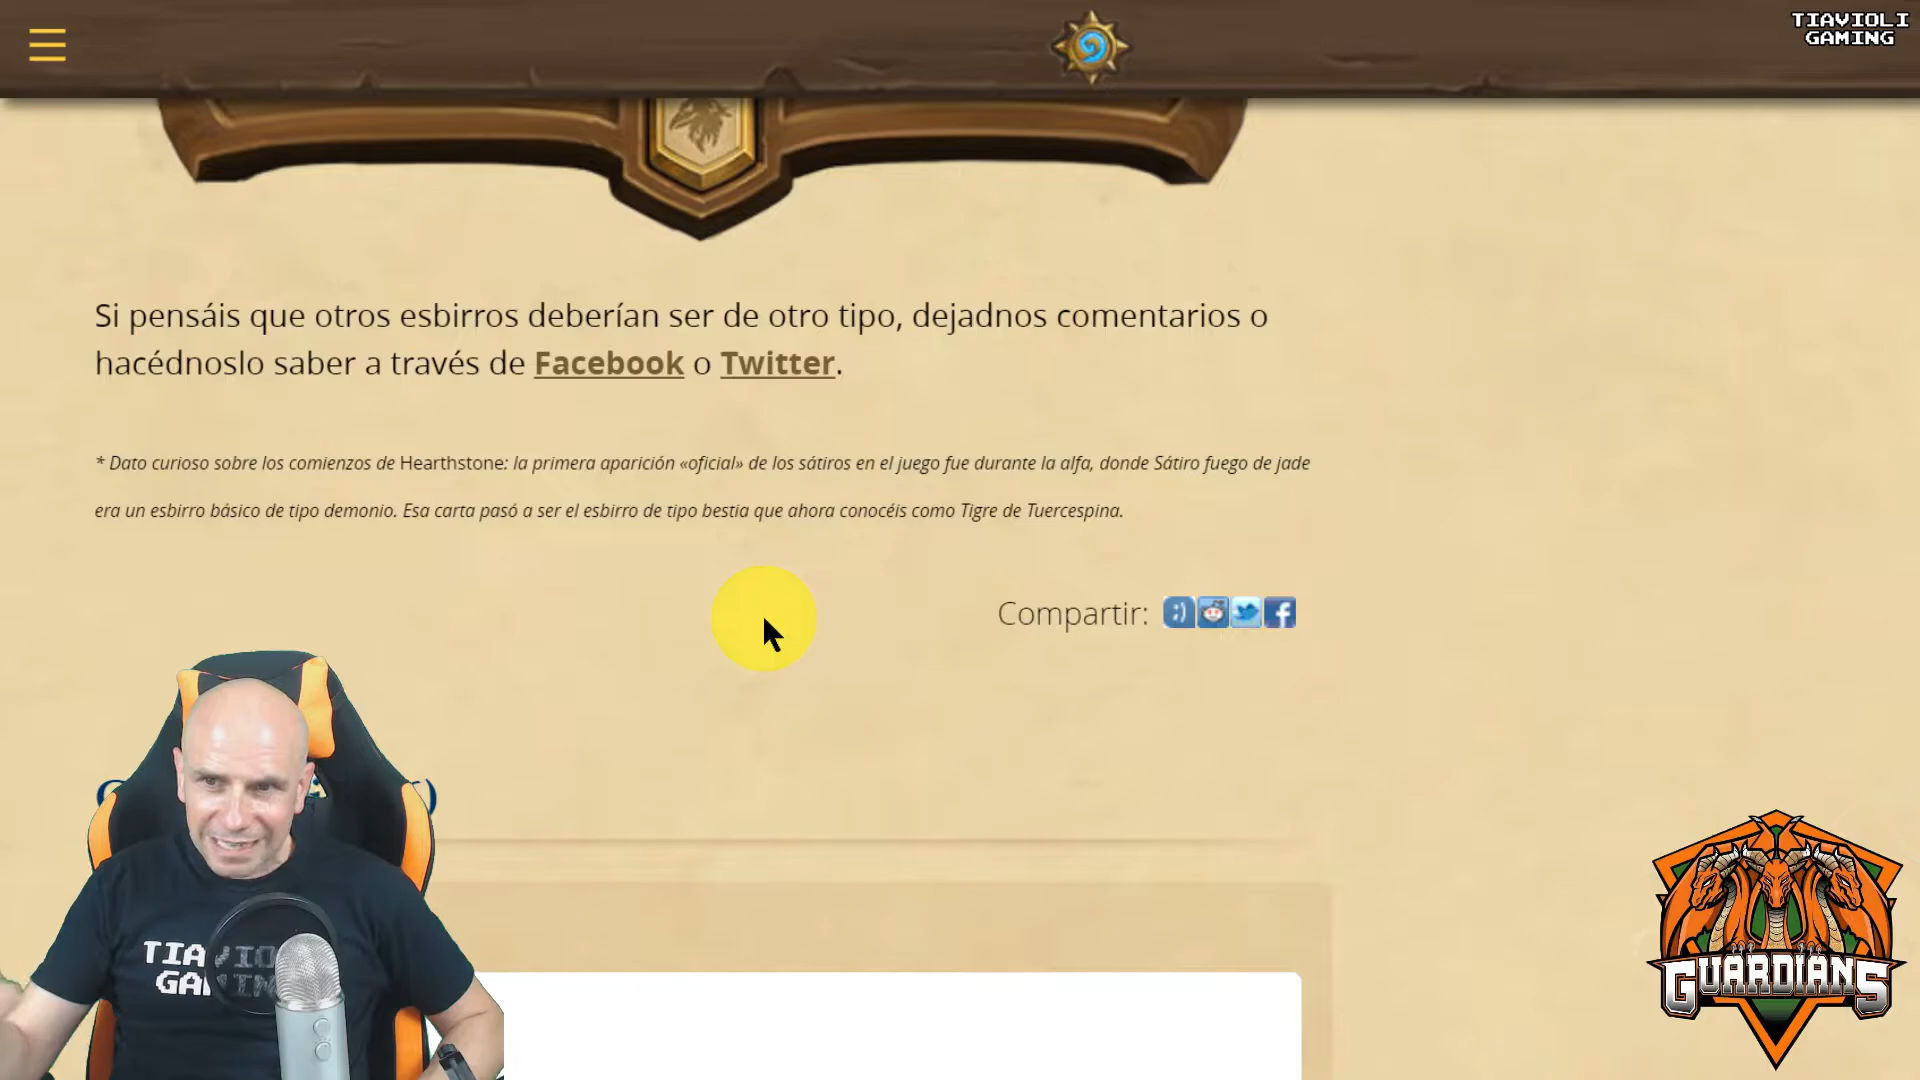 TIAVIOLI
GAMING
Si pensáis que otros esbirros deberían ser de otro tipo, dejadnos comentarios o
hacédnoslo saber a través de Facebook o Twitter.
* Dato curioso sobre los comienzos de Hearthstone: la primera aparición «oficial» de los sátiros en el juego fue durante la alfa, donde Sátiro fuego de jade
era un esbirro básico de tipo demonio. Esa carta pasó a ser el esbirro de tipo bestia que ahora conocéis como Tigre de Tuercespina.
Compartir:
TIAVIO
GAMIN
GUARDIANS